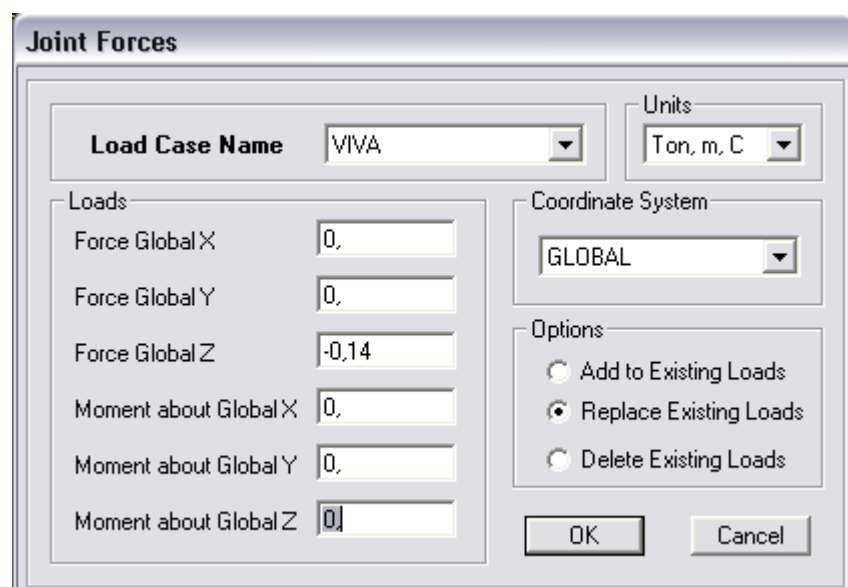 Joint Forces
Load Case Name VIVA
Units
Ton, m, C
Loads
Force Global X 0,
Force Global Y 0,
Force Global Z -0,14
Moment about Global X 0,
Moment about Global Y 0,
Moment about Global Z 0,
Coordinate System
GLOBAL
Options
Add to Existing Loads
Replace Existing Loads
Delete Existing Loads
OK Cancel